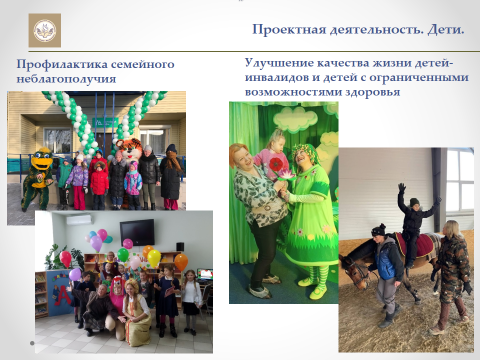 Проектная деятельность. Дети.
Профилактика семейного
неблагополучия
Улучшение качества жизни детей-
инвалидов и детей с ограниченными
возможностями здоровья